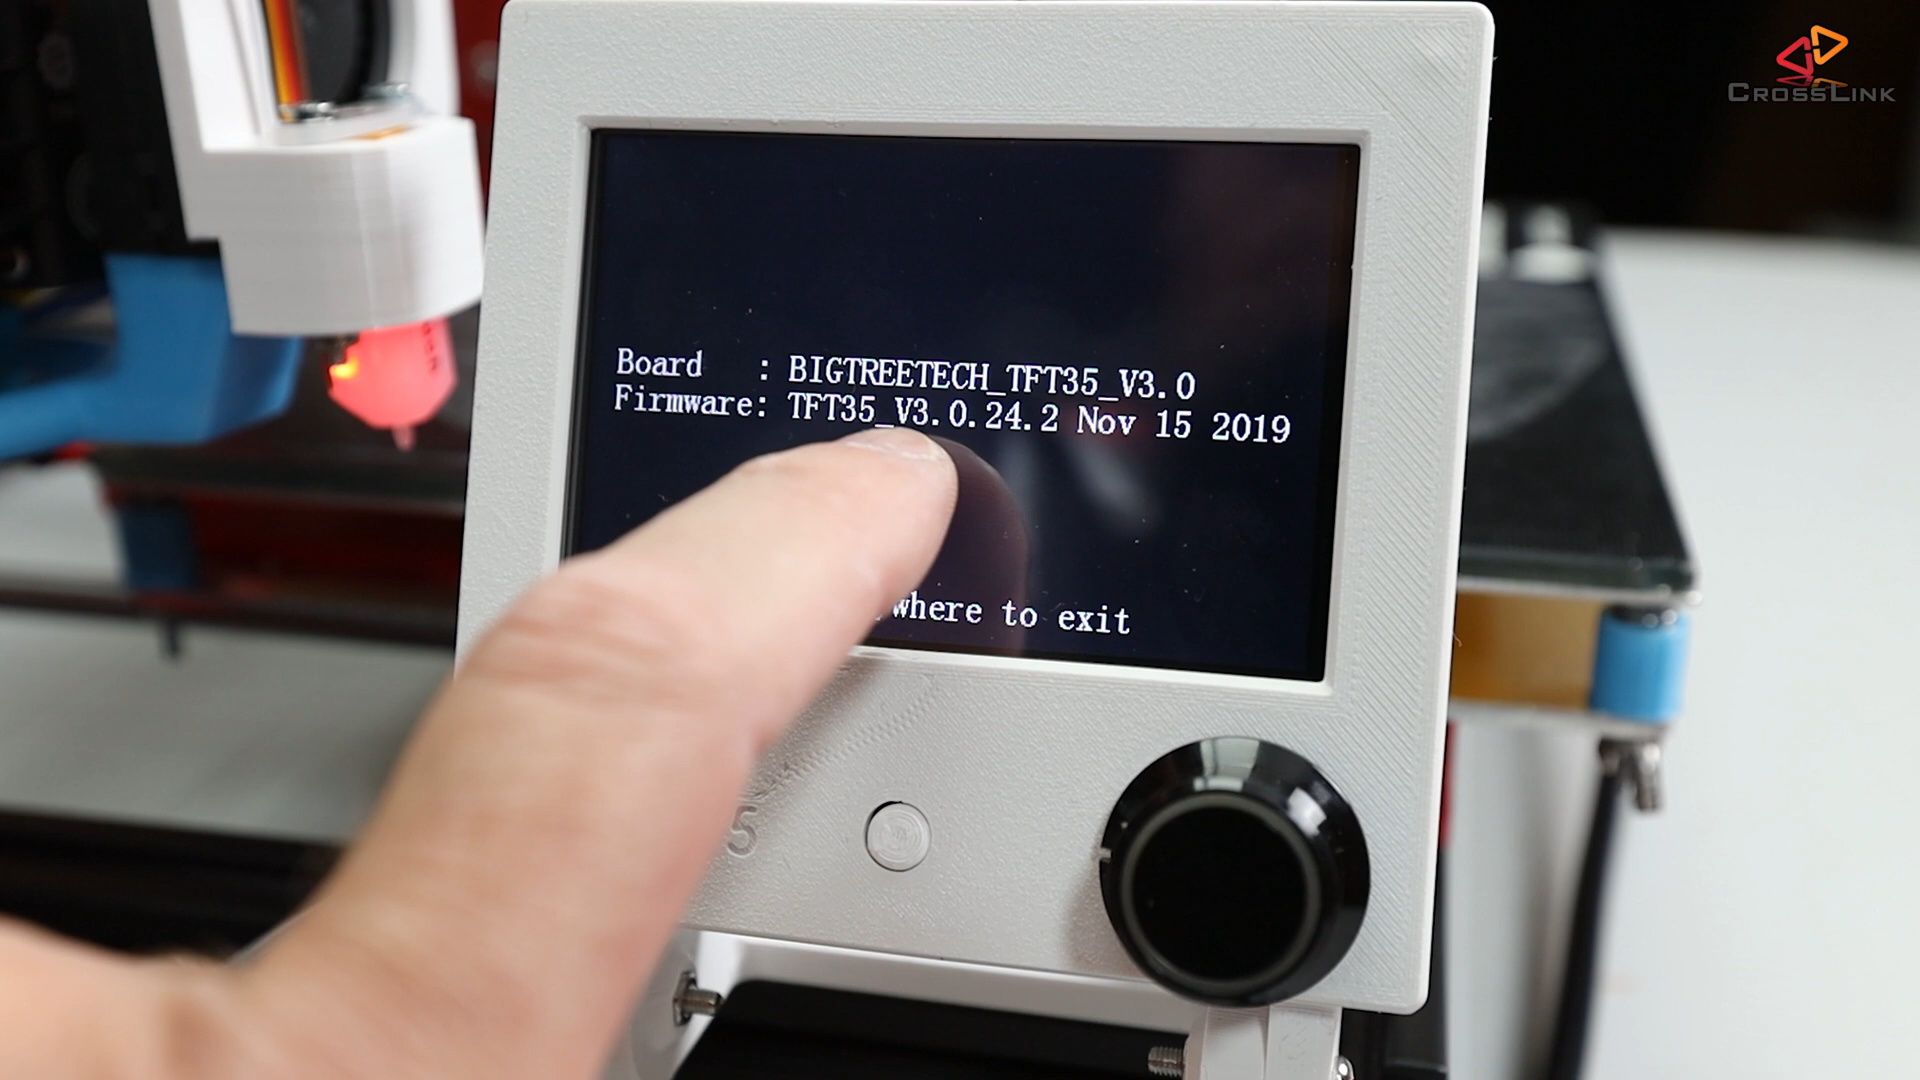 CROSSLINK
Board : BIGTREETECH_TFT35_V3.0
Firmware: TFT35_V3.0.24.2 Nov 15 2019
where to exit
S